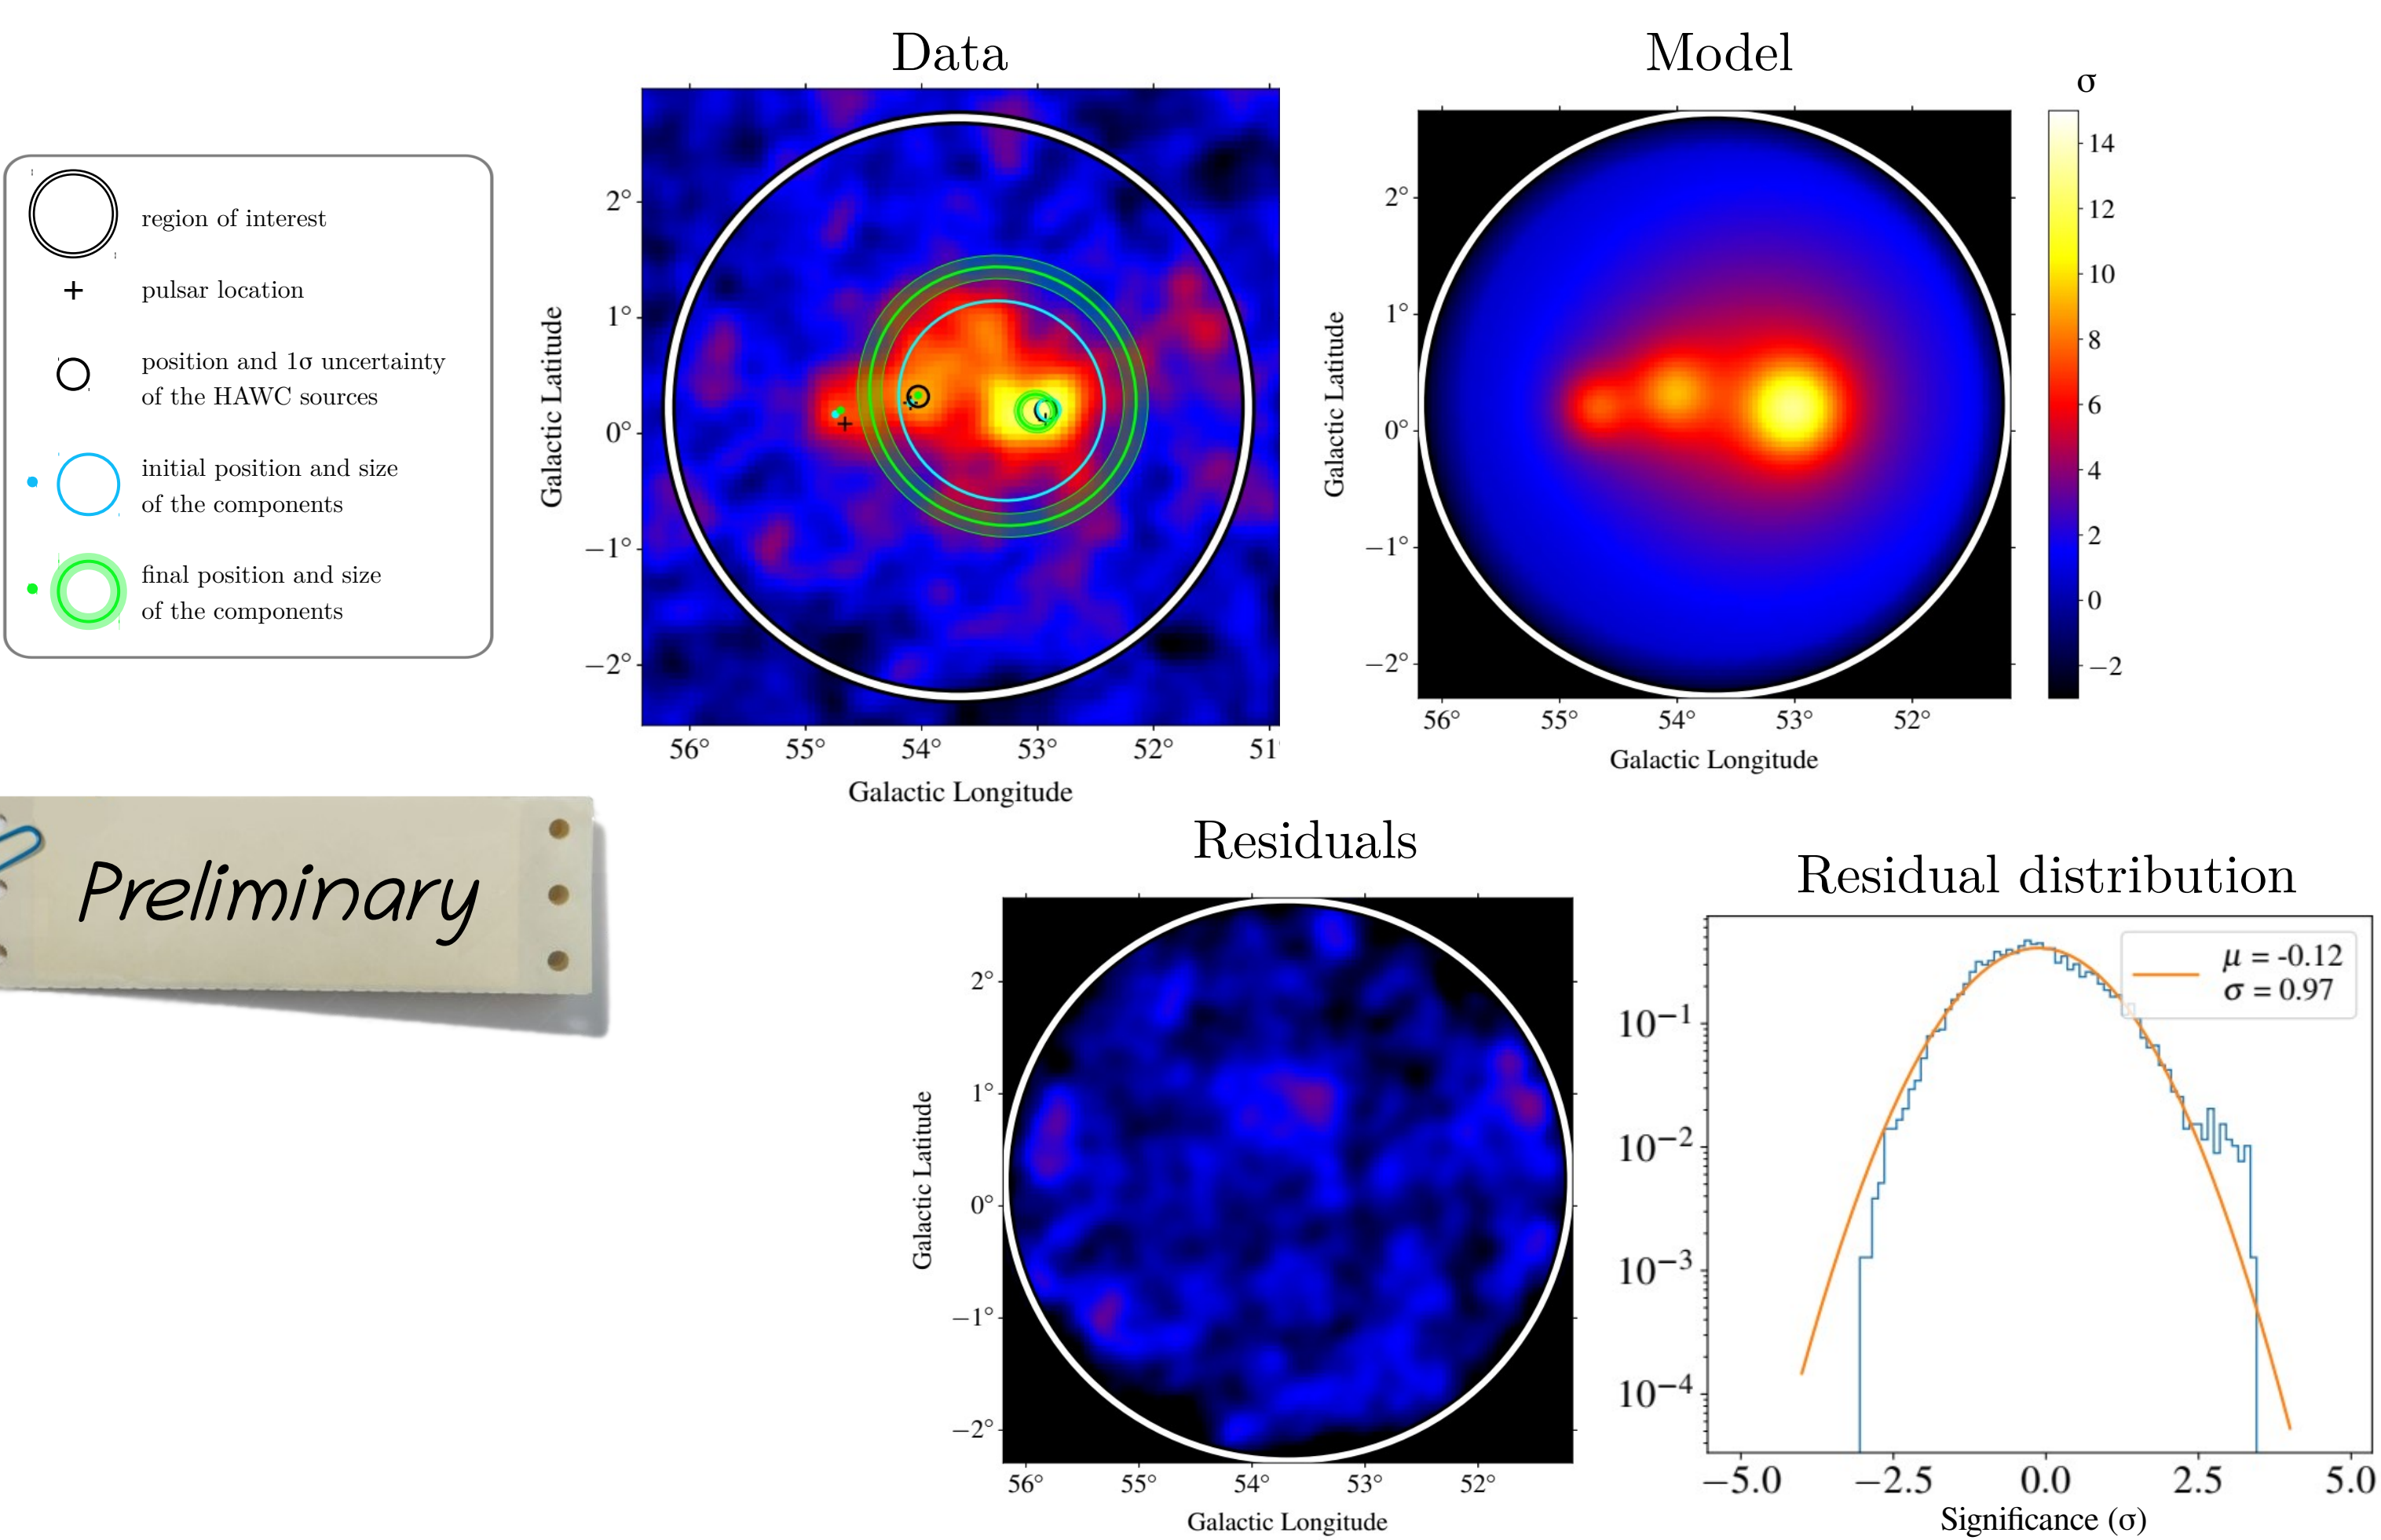 Data
Model
σ
region of interest
pulsar location
position and 1σ uncertainty
of the HAWC sources
initial position and size
of the components
final position and size
of the components
2°
1°
0°
−1°
−2°
Galactic Latitude
56°
55°
54°
53°
52°
51
Galactic Longitude
2°
1°
0°
−1°
−2°
Galactic Latitude
56°
55°
54°
53°
52°
Galactic Longitude
14
12
10
8
6
4
2
0
−2
Preliminary
Residuals
2°
1°
0°
−1°
−2°
Galactic Latitude
56°
55°
54°
53°
52°
Galactic Longitude
Residual distribution
μ = -0.12
σ = 0.97
10⁻¹
10⁻²
10⁻³
10⁻⁴
−5.0
−2.5
0.0
2.5
5.0
Significance (σ)